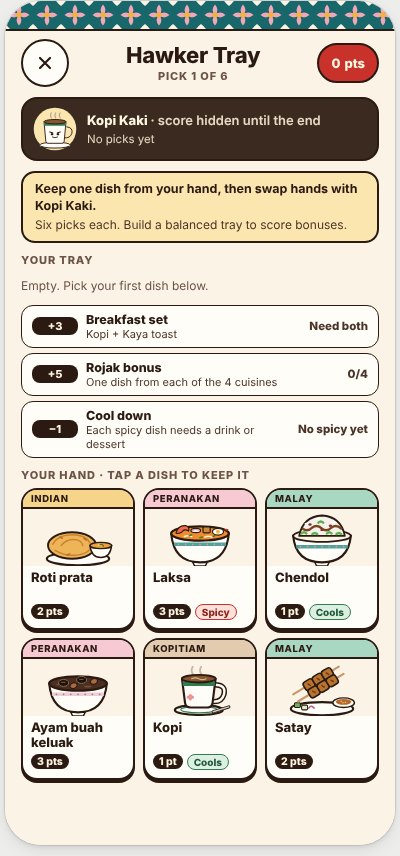 Hawker Tray
PICK 1 OF 6
0 pts
Kopi Kaki · score hidden until the end
No picks yet
Keep one dish from your hand, then swap hands with
Kopi Kaki.
Six picks each. Build a balanced tray to score bonuses.
YOUR TRAY
Empty. Pick your first dish below.
+3
Breakfast set
Kopi + Kaya toast
Need both
+5
Rojak bonus
One dish from each of the 4 cuisines
0/4
−1
Cool down
Each spicy dish needs a drink or
dessert
No spicy yet
YOUR HAND · TAP A DISH TO KEEP IT
INDIAN
Roti prata
2 pts
PERANAKAN
Laksa
3 pts
Spicy
MALAY
Chendol
1 pt
Cools
PERANAKAN
Ayam buah
keluak
3 pts
KOPITIAM
Kopi
1 pt
Cools
MALAY
Satay
2 pts